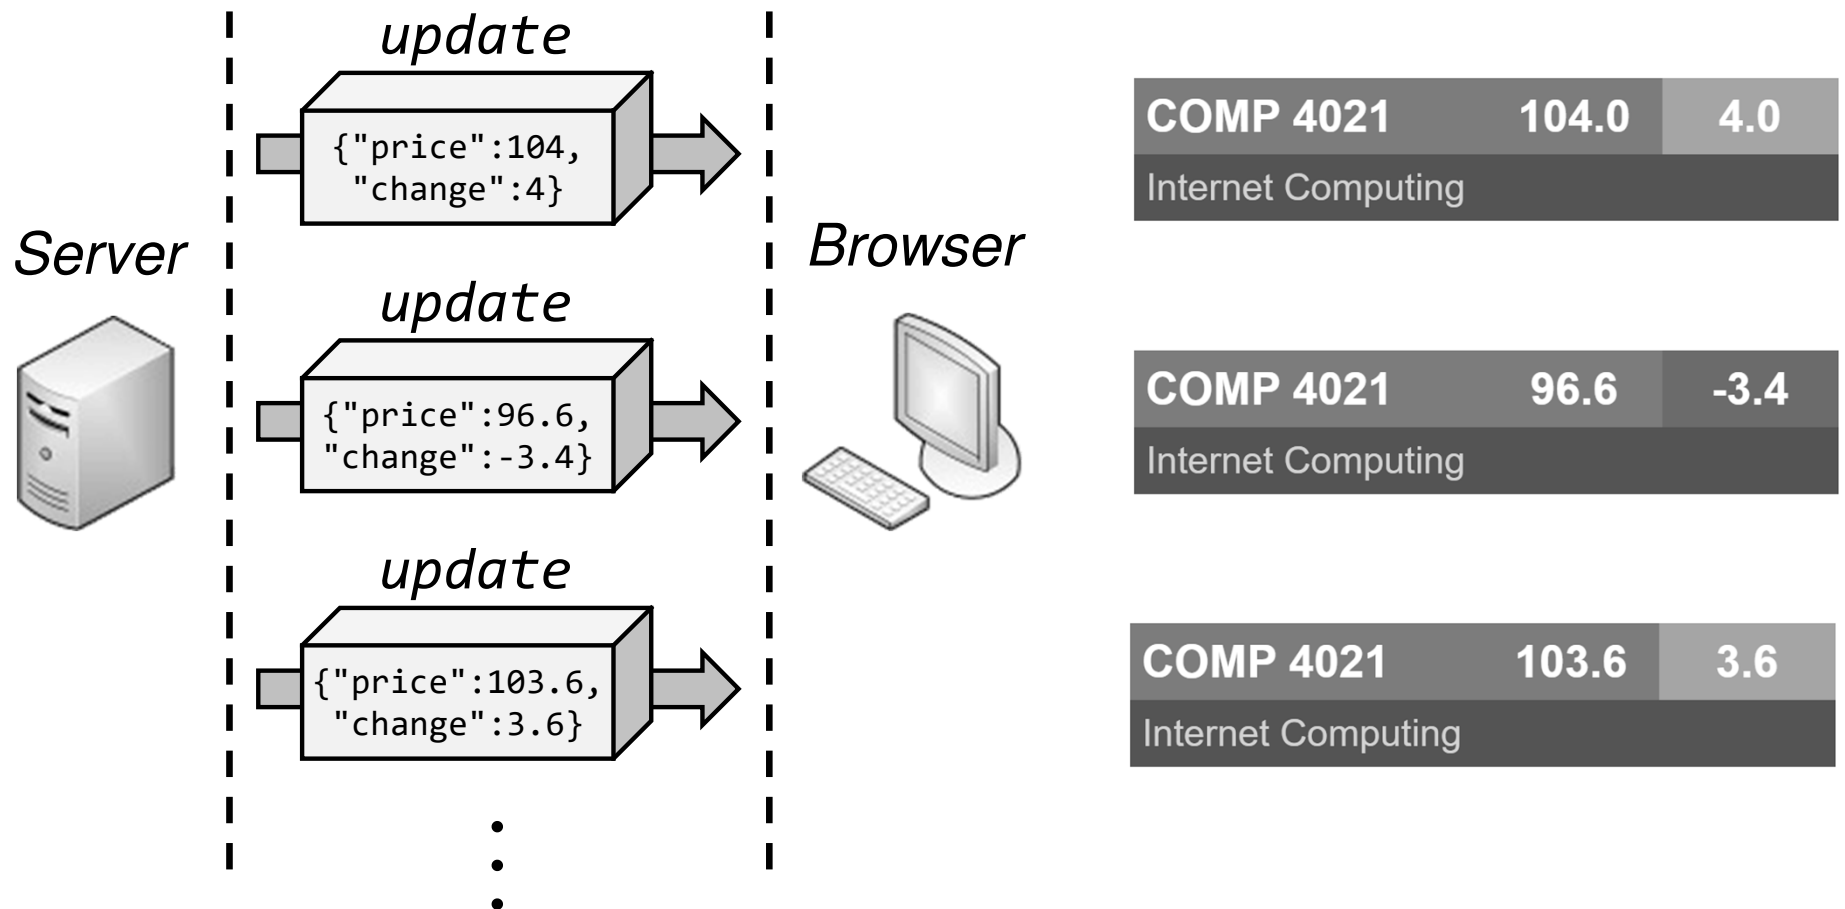 update
{"price":104,
"change":4}
COMP 4021 104.0 4.0
Internet Computing
Server
Browser
update
{"price":96.6,
"change":-3.4}
COMP 4021 96.6 -3.4
Internet Computing
update
{"price":103.6,
"change":3.6}
COMP 4021 103.6 3.6
Internet Computing